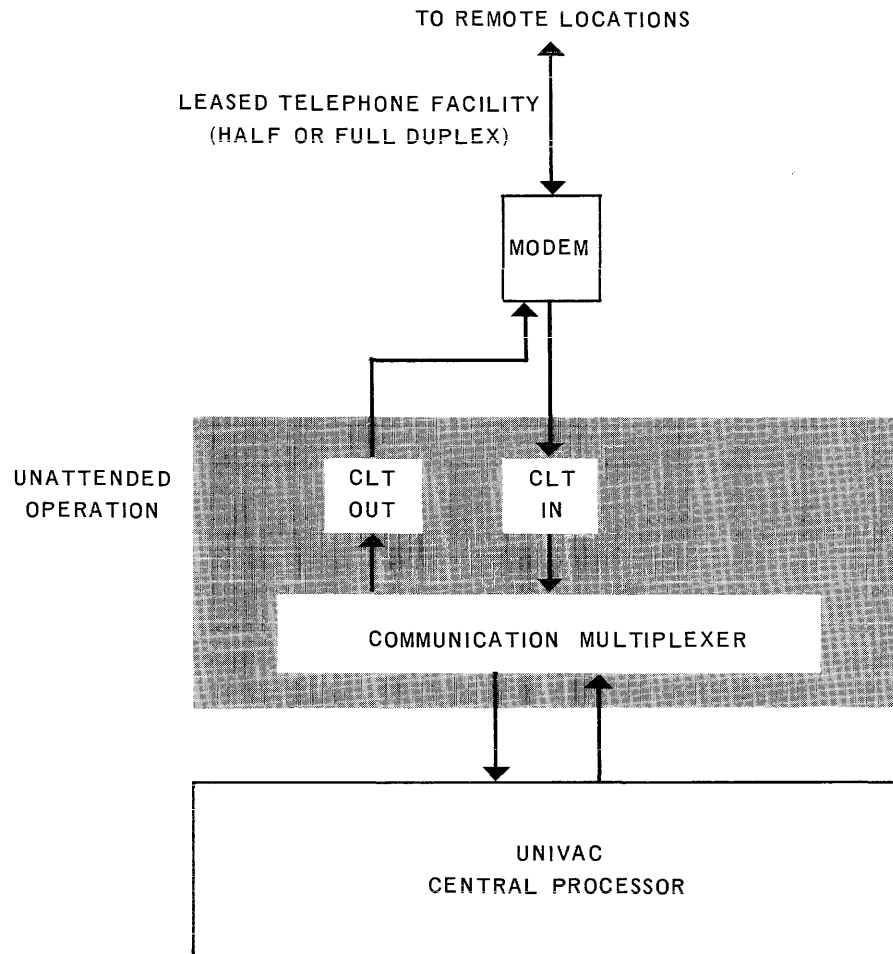 TO REMOTE LOCATIONS
LEASED TELEPHONE FACILITY
(HALF OR FULL DUPLEX)
MODEM
UNATTENDED
OPERATION
CLT
OUT
CLT
IN
COMMUNICATION MULTIPLEXER
UNIVAC
CENTRAL PROCESSOR